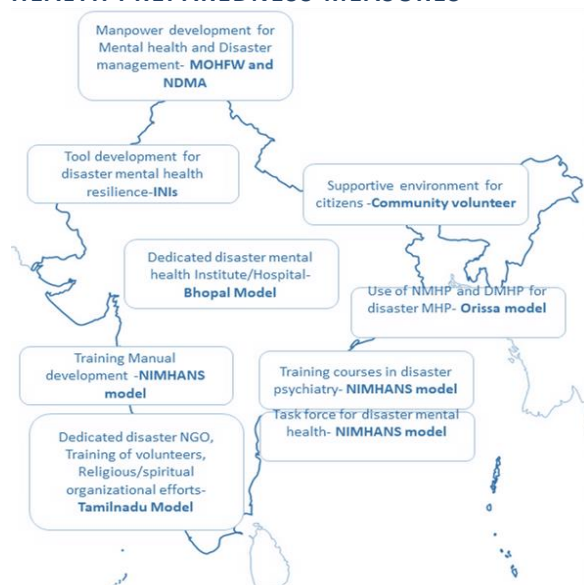 HEALTH PREPAREDNESS MEASURES
Manpower development for
Mental health and Disaster
management- MOHFW and
NDMA
Tool development for
disaster mental health
resilience-INIs
Supportive environment for
citizens -Community volunteer
Dedicated disaster mental
health Institute/Hospital-
Bhopal Model
Use of NMHP and DMHP for
disaster MHP- Orissa model
Training Manual
development -NIMHANS
model
Training courses in disaster
psychiatry- NIMHANS model
Task force for disaster mental
health- NIMHANS model
Dedicated disaster NGO,
Training of volunteers,
Religious/spiritual
organizational efforts-
Tamilnadu Model